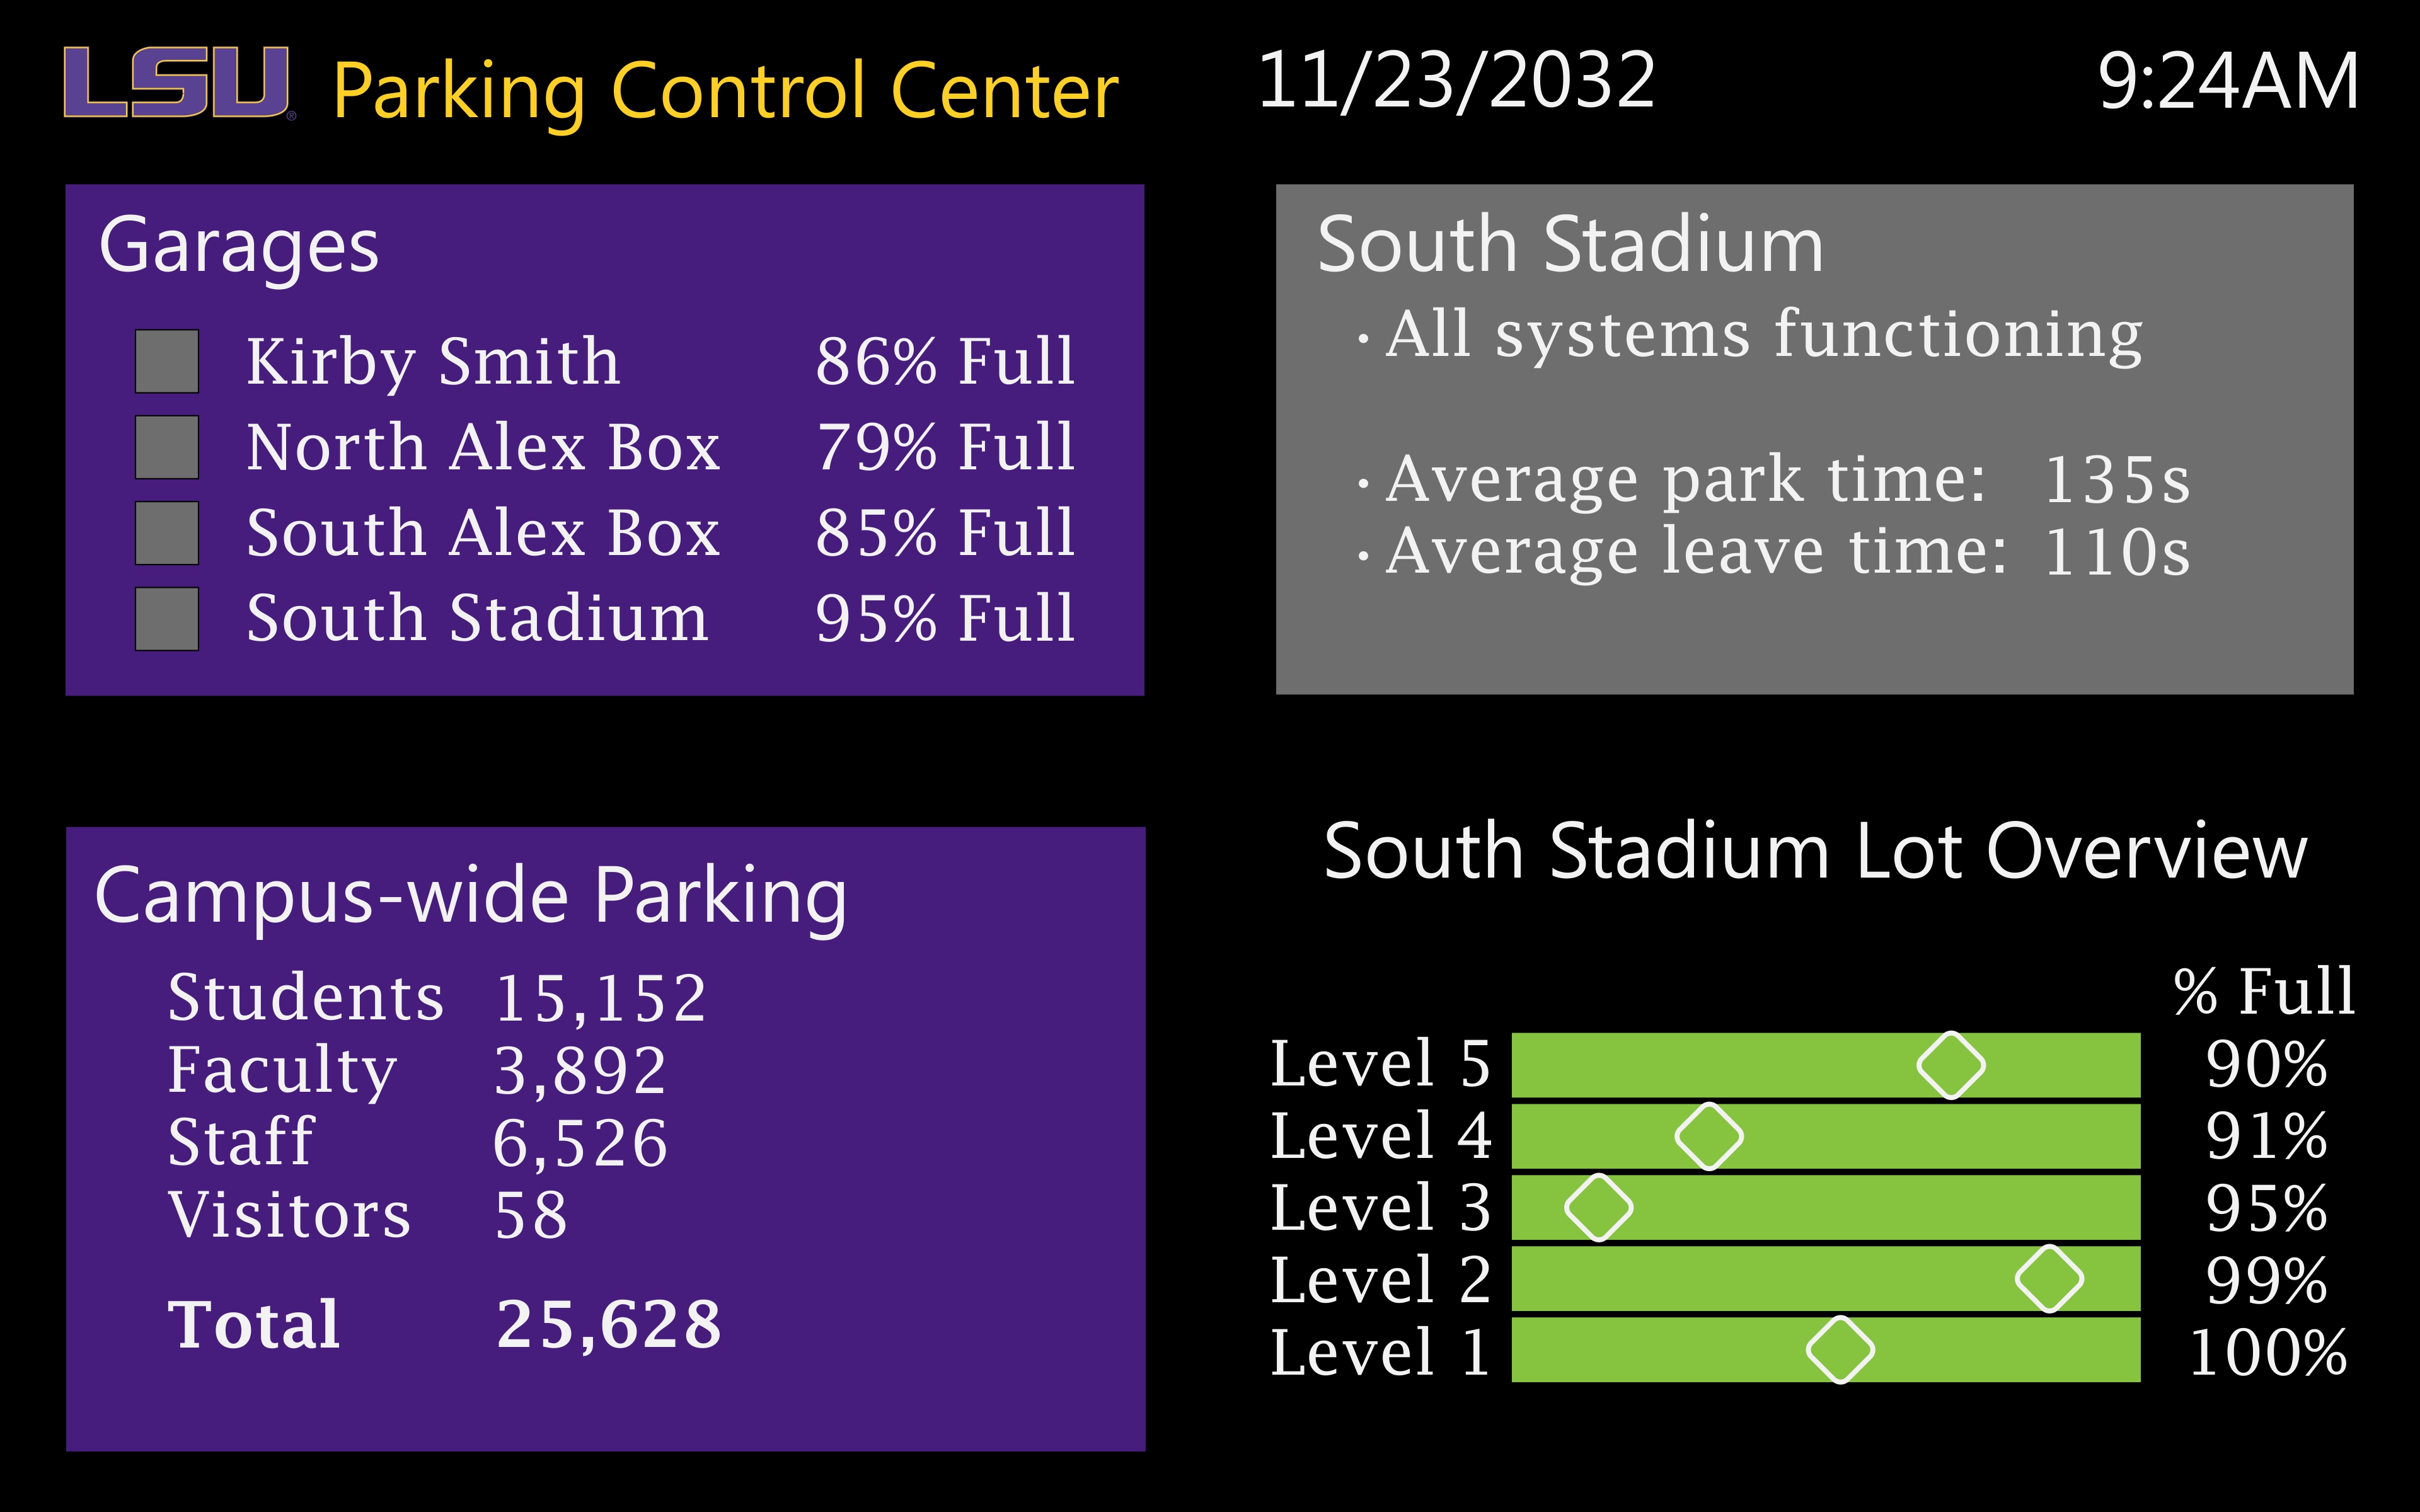 LSU® Parking Control Center 11/23/2032 9:24AM
Garages
Kirby Smith 86% Full
North Alex Box 79% Full
South Alex Box 85% Full
South Stadium 95% Full
South Stadium
· All systems functioning
· Average park time: 135s
· Average leave time: 110s
Campus-wide Parking
Students 15,152
Faculty 3,892
Staff 6,526
Visitors 58
Total 25,628
South Stadium Lot Overview
% Full
Level 5 90%
Level 4 91%
Level 3 95%
Level 2 99%
Level 1 100%